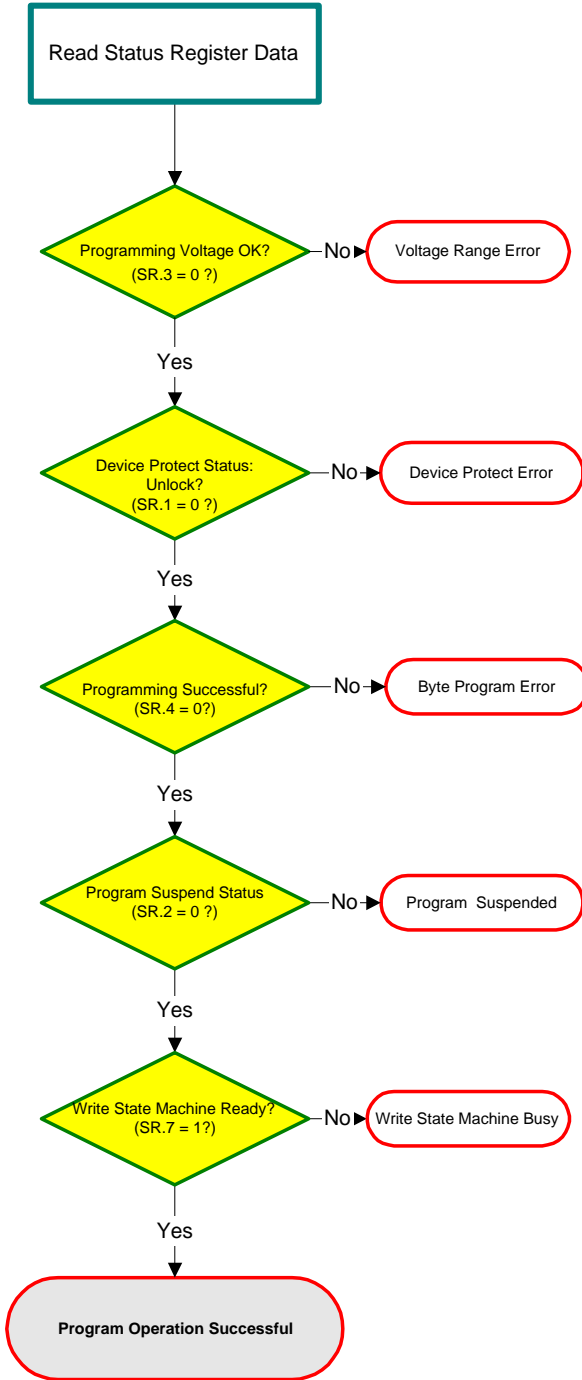 Read Status Register Data
Programming Voltage OK?
(SR.3 = 0 ?)
No
Voltage Range Error
Yes
Device Protect Status:
Unlock?
(SR.1 = 0 ?)
No
Device Protect Error
Yes
Programming Successful?
(SR.4 = 0?)
No
Byte Program Error
Yes
Program Suspend Status
(SR.2 = 0 ?)
No
Program  Suspended
Yes
Write State Machine Ready?
(SR.7 = 1?)
No
Write State Machine Busy
Yes
Program Operation Successful